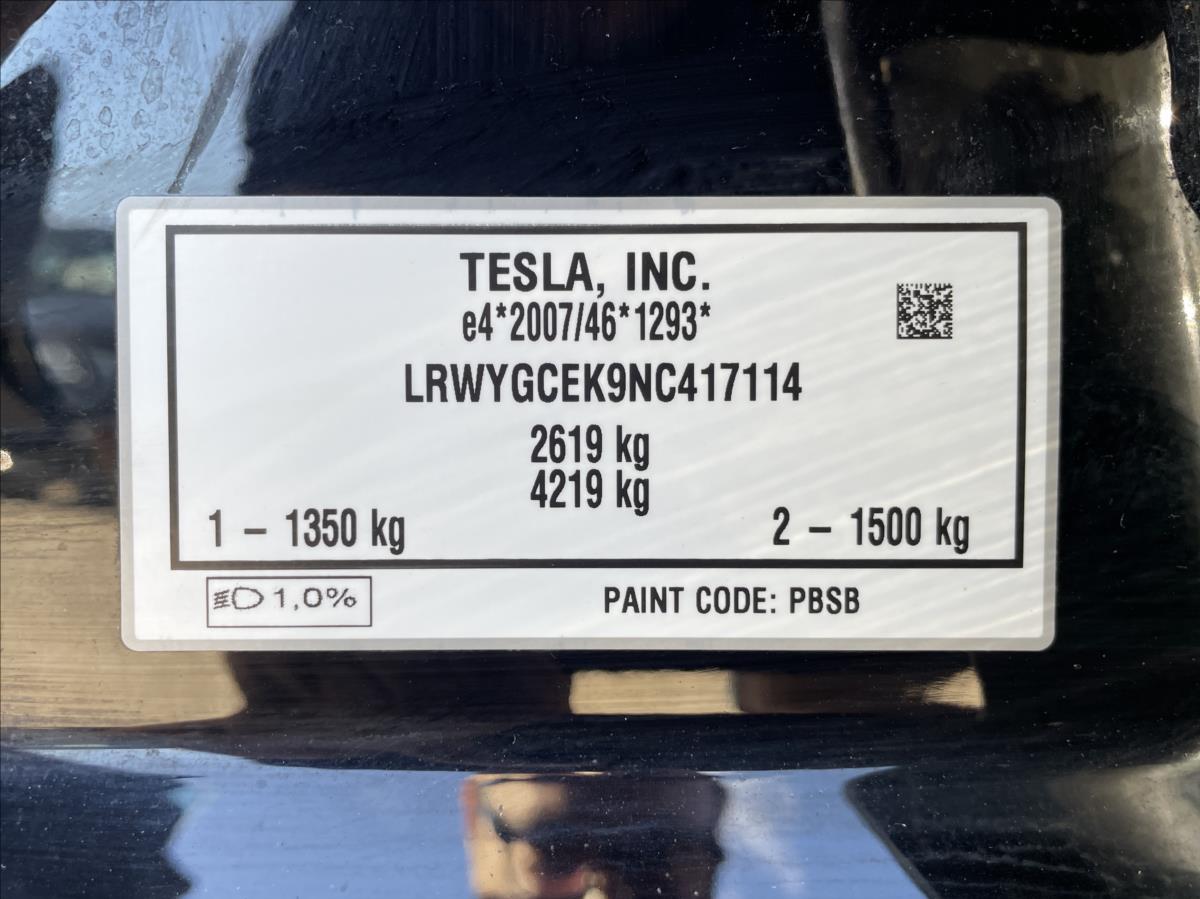 TESLA, INC.
e4*2007/46*1293*
LRWYGCEK9NC417114
2619 kg
4219 kg
1 – 1350 kg
2 – 1500 kg
1,0%
PAINT CODE: PBSB